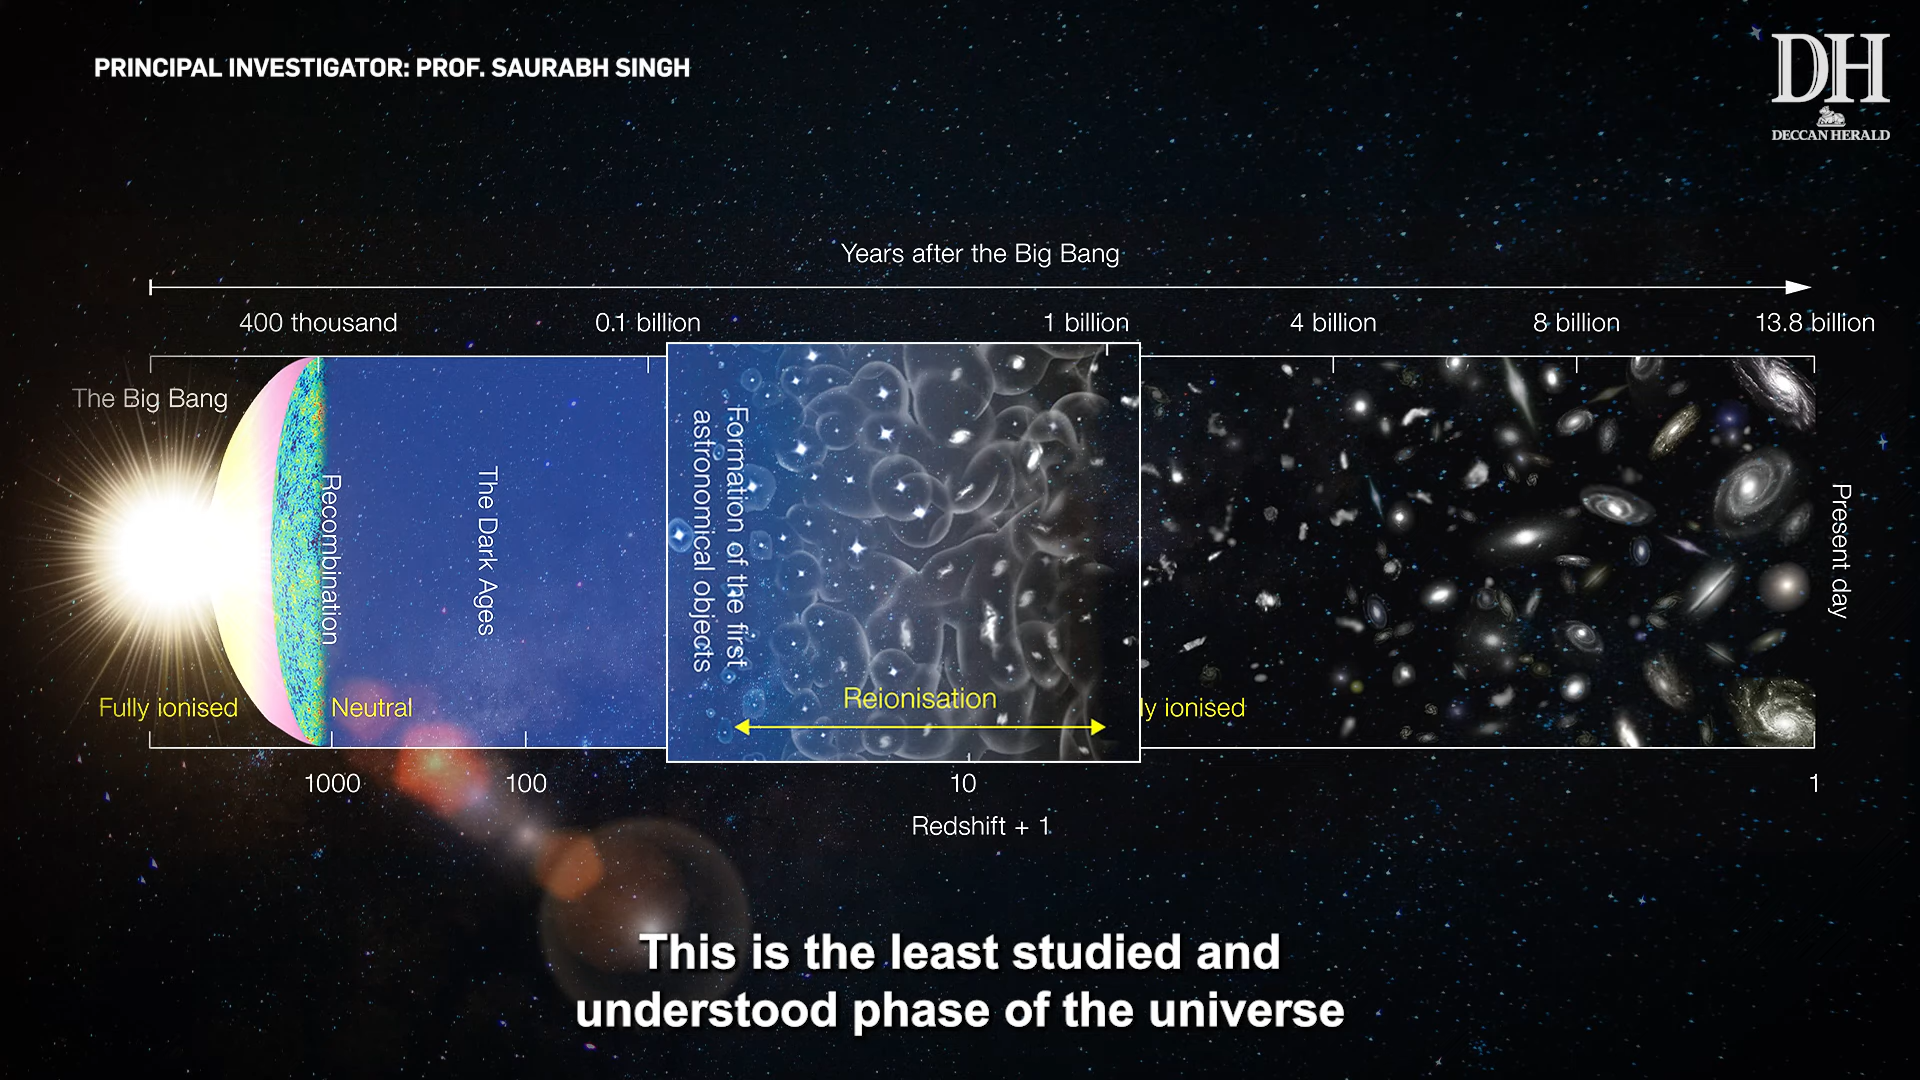 PRINCIPAL INVESTIGATOR: PROF. SAURABH SINGH
DH
DECCAN HERALD
Years after the Big Bang
400 thousand
0.1 billion
1 billion
4 billion
8 billion
13.8 billion
The Big Bang
Recombination
The Dark Ages
Formation of the first
astronomical objects
Present day
Fully ionised
Neutral
Reionisation
ly ionised
1000
100
10
1
Redshift + 1
This is the least studied and
understood phase of the universe